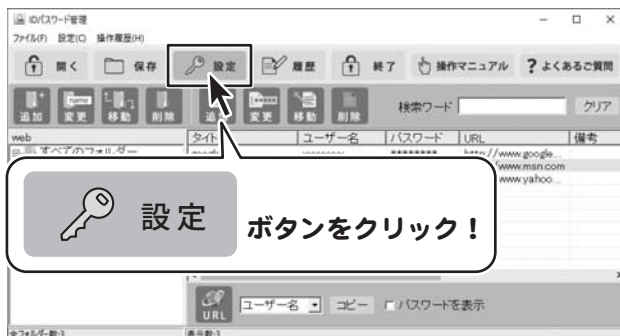 ID/パスワード管理
ファイル(F) 設定(C) 操作履歴(H)
開く 保存 設定 履歴 終了 操作マニュアル ? よくあるご質問
追加 変更 移動 削除 追加 変更 移動 削除 検索ワード クリア
web タイト ユーザー名 パスワード URL 備考
すべてのフォルダー ******** http://www.google...
www.msn.com
www.yahoo...
設定 ボタンをクリック!
URL ユーザー名 コピー パスワードを表示
全フォルダー数:3 表示数:3